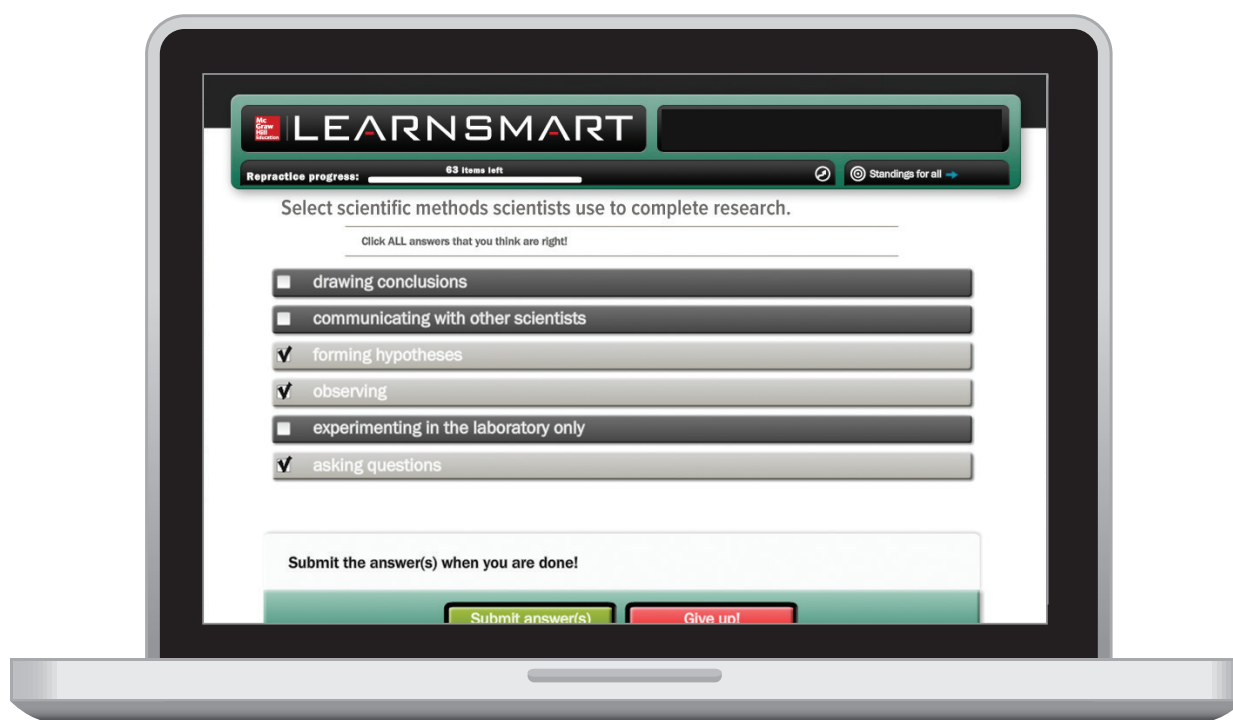 Mc
Graw
Hill
Education
LEARNSMART
Repractice progress:
63 Items left
Standings for all
Select scientific methods scientists use to complete research.
Click ALL answers that you think are right!
drawing conclusions
communicating with other scientists
forming hypotheses
observing
experimenting in the laboratory only
asking questions
Submit the answer(s) when you are done!
Submit answer(s)
Give up!